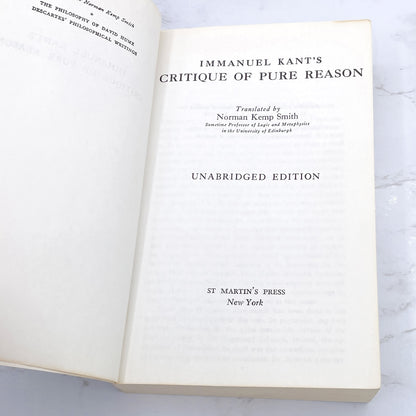 Norman Kemp Smith
THE PHILOSOPHY OF DAVID HUME
DESCARTES' PHILOSOPHICAL WRITINGS
IMMANUEL KANT'S
CRITIQUE OF PURE REASON
Translated by
Norman Kemp Smith
Sometime Professor of Logic and Metaphysics
in the University of Edinburgh
UNABRIDGED EDITION
ST MARTIN'S PRESS
New York